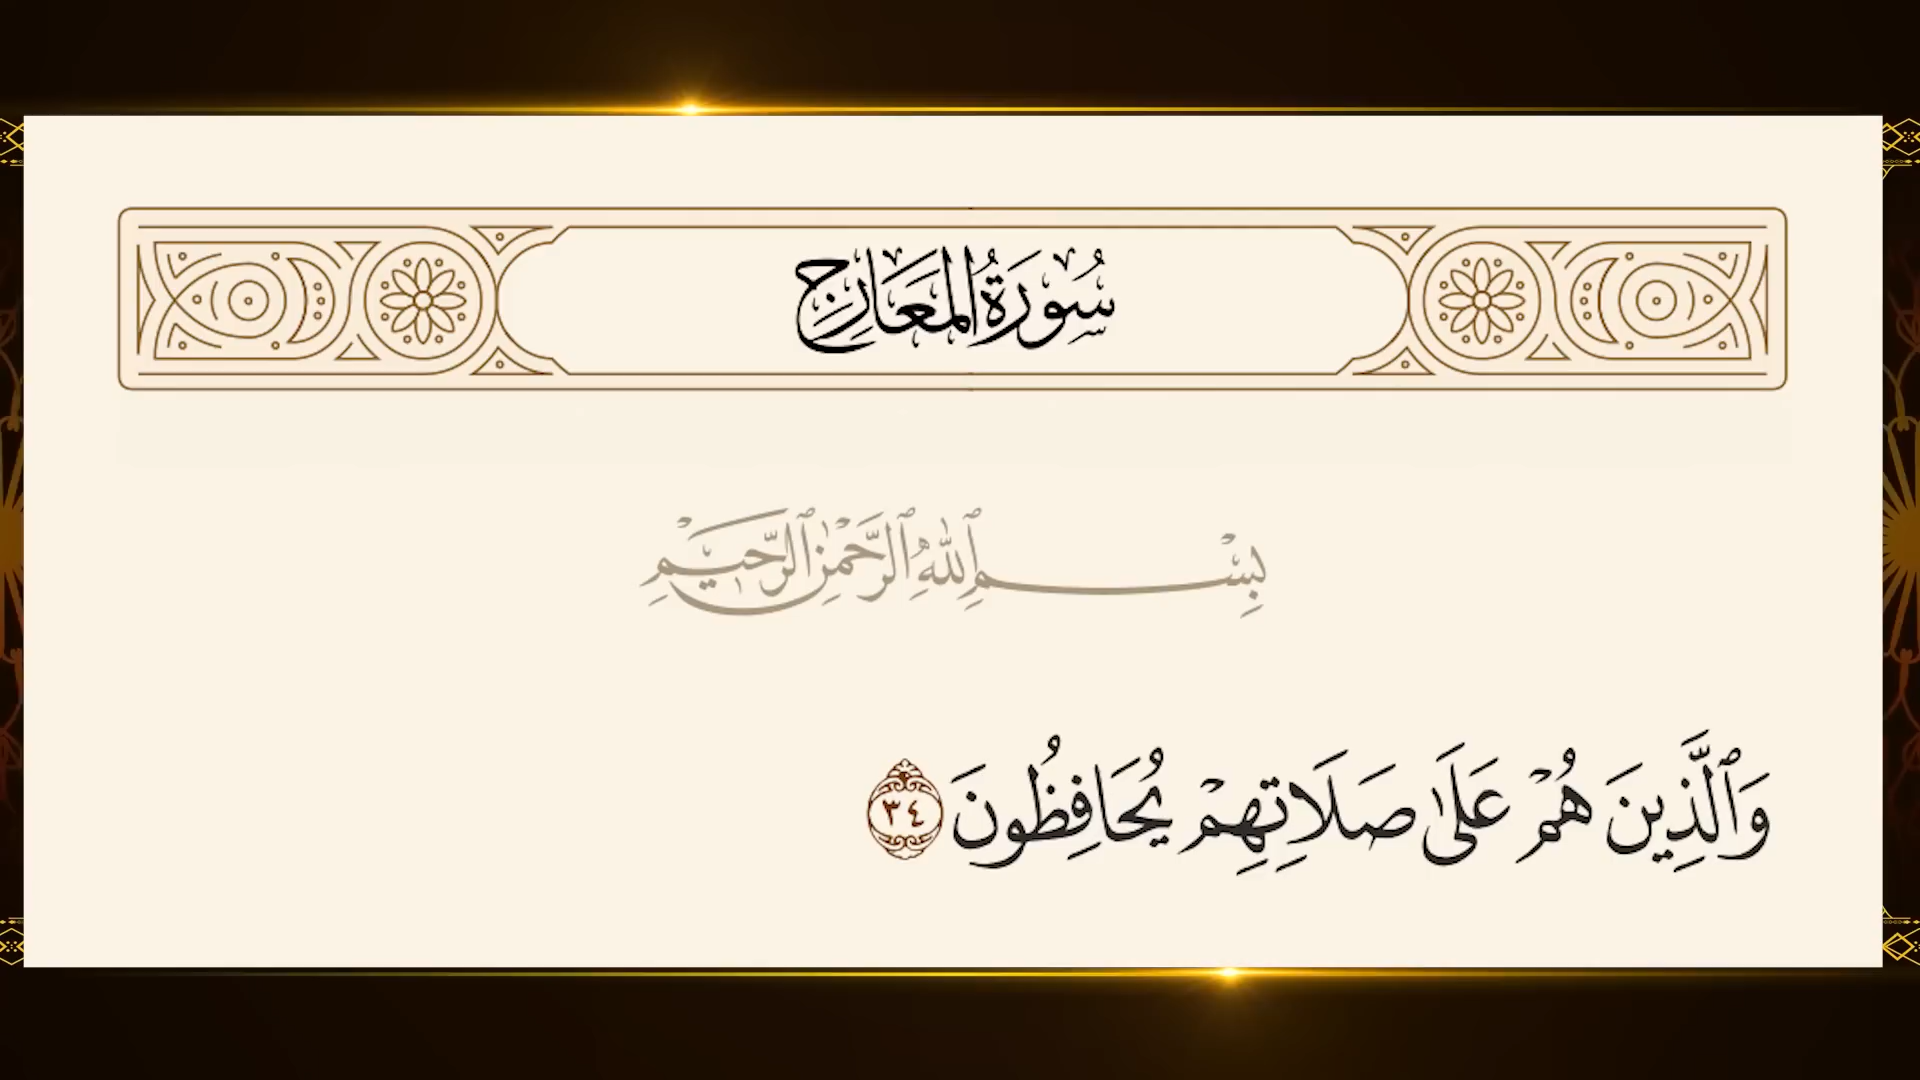 سُورَةُ المَعَارِجِ
بِسْمِ ٱللَّهِ ٱلرَّحْمَٰنِ ٱلرَّحِيمِ
وَٱلَّذِينَ هُمْ عَلَىٰ صَلَاتِهِمْ يُحَافِظُونَ ٣٤